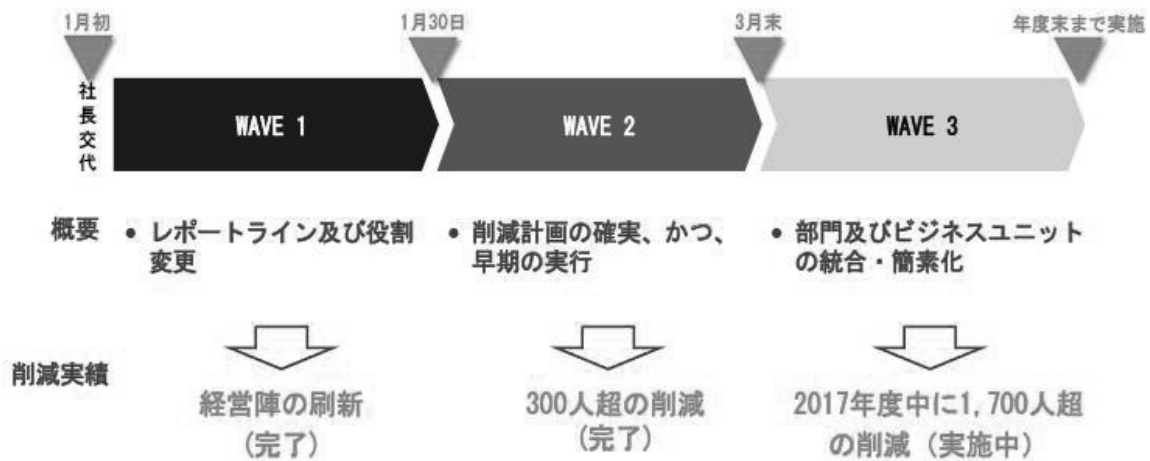 1月初
1月30日
3月末
年度末まで実施
社長交代
WAVE 1
WAVE 2
WAVE 3
概要
• レポートライン及び役割
変更
• 削減計画の確実、かつ、
早期の実行
• 部門及びビジネスユニット
の統合・簡素化
削減実績
経営陣の刷新
(完了)
300人超の削減
(完了)
2017年度中に1,700人超
の削減（実施中）